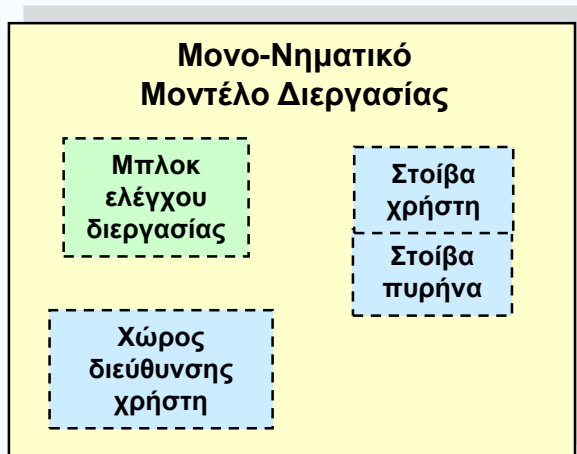 Μονο-Νηματικό
Μοντέλο Διεργασίας
Μπλοκ
ελέγχου
διεργασίας
Στοίβα
χρήστη
Στοίβα
πυρήνα
Χώρος
διεύθυνσης
χρήστη